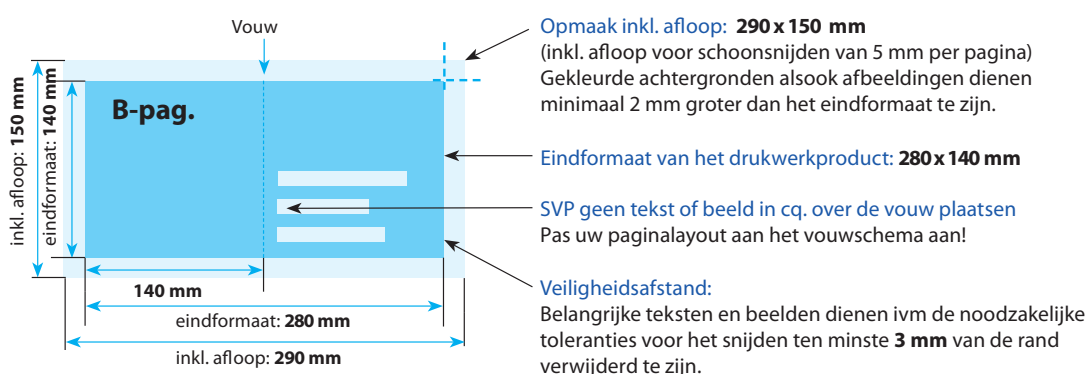 Vouw
B-pag.
inkl. afloop: 150 mm
eindformaat: 140 mm
140 mm
eindformaat: 280 mm
inkl. afloop: 290 mm
Opmaak inkl. afloop: 290 x 150 mm
(inkl. afloop voor schoonsnijden van 5 mm per pagina)
Gekleurde achtergronden alsook afbeeldingen dienen
minimaal 2 mm groter dan het eindformaat te zijn.
Eindformaat van het drukwerkproduct: 280 x 140 mm
SVP geen tekst of beeld in cq. over de vouw plaatsen
Pas uw paginalayout aan het vouwschema aan!
Veiligheidsafstand:
Belangrijke teksten en beelden dienen ivm de noodzakelijke
toleranties voor het snijden ten minste 3 mm van de rand
verwijderd te zijn.